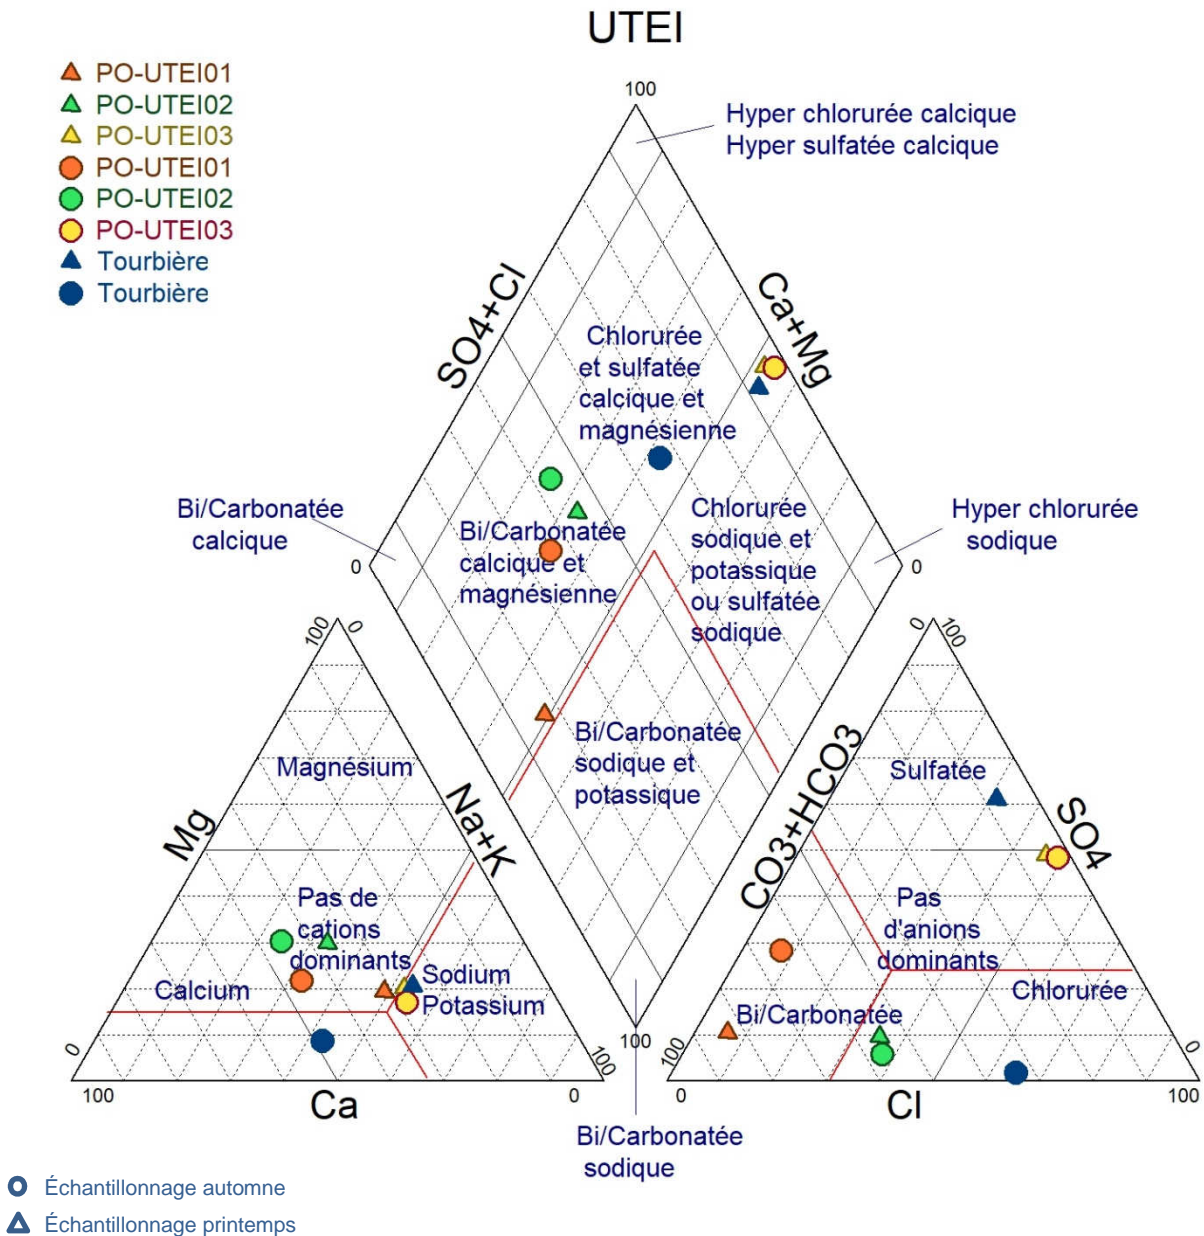 UTEI
PO-UTEI01
PO-UTEI02
PO-UTEI03
PO-UTEI01
PO-UTEI02
PO-UTEI03
Tourbière
Tourbière
100
Hyper chlorurée calcique
Hyper sulfatée calcique
SO4+Cl
Ca+Mg
Chlorurée
et sulfatée
calcique et
magnésienne
Bi/Carbonatée
calcique
Bi/Carbonatée
calcique et
magnésienne
Chlorurée
sodique et
potassique
ou sulfatée
sodique
Hyper chlorurée
sodique
0
0
Bi/Carbonatée
sodique et
potassique
100
Bi/Carbonatée
sodique
100
0
Mg
Na+K
Magnésium
Pas de
cations
dominants
Calcium
Sodium
Potassium
0
100
100
Ca
0
0
100
CO3+HCO3
SO4
Sulfatée
Pas
d'anions
dominants
Bi/Carbonatée
Chlorurée
100
0
0
Cl
100
Échantillonnage automne
Échantillonnage printemps